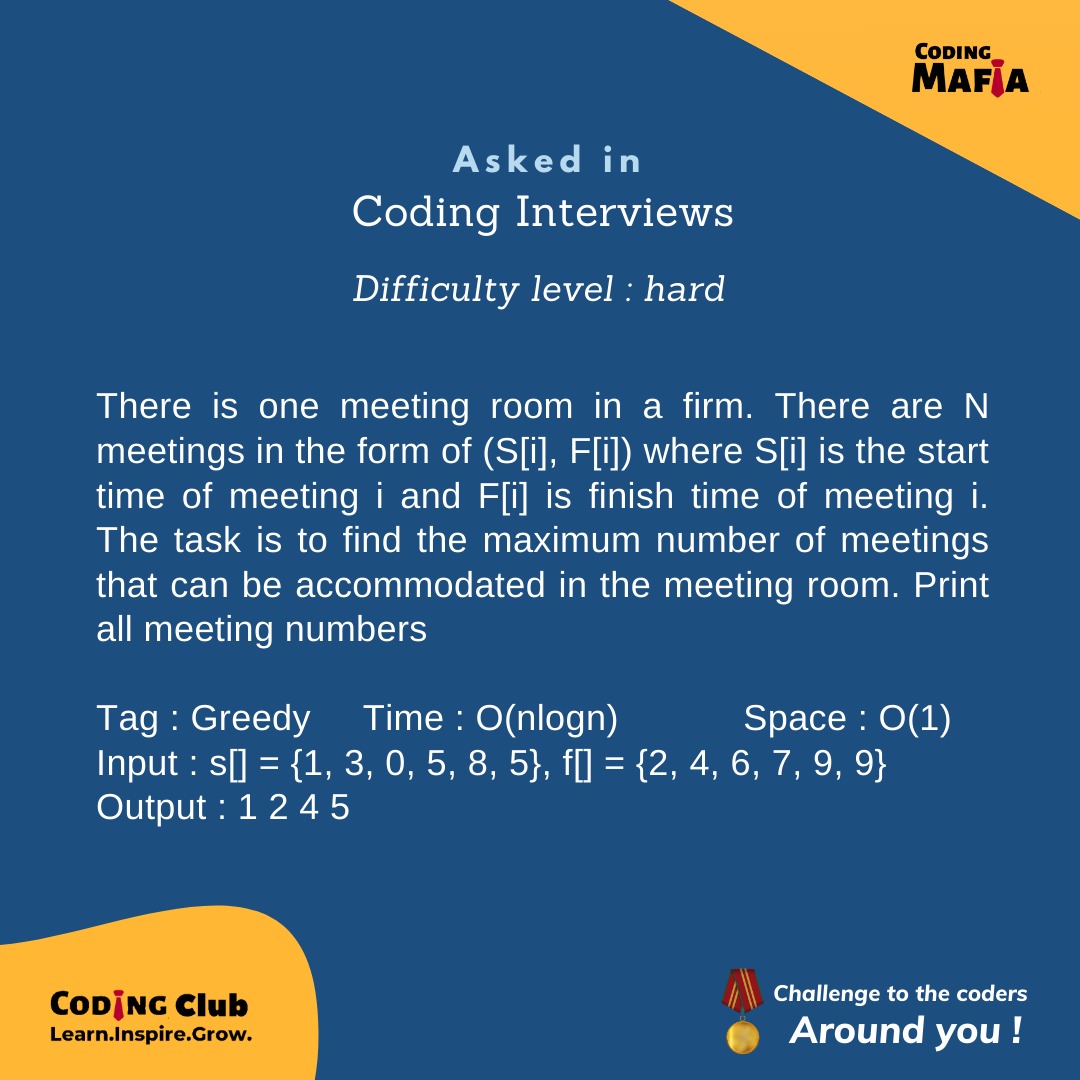 CODING
MAFIA
Asked in
Coding Interviews
Difficulty level : hard
There is one meeting room in a firm. There are N
meetings in the form of (S[i], F[i]) where S[i] is the start
time of meeting i and F[i] is finish time of meeting i.
The task is to find the maximum number of meetings
that can be accommodated in the meeting room. Print
all meeting numbers
Tag : Greedy Time : O(nlogn) Space : O(1)
Input : s[] = {1, 3, 0, 5, 8, 5}, f[] = {2, 4, 6, 7, 9, 9}
Output : 1 2 4 5
CODING Club
Learn.Inspire.Grow.
Challenge to the coders
Around you !